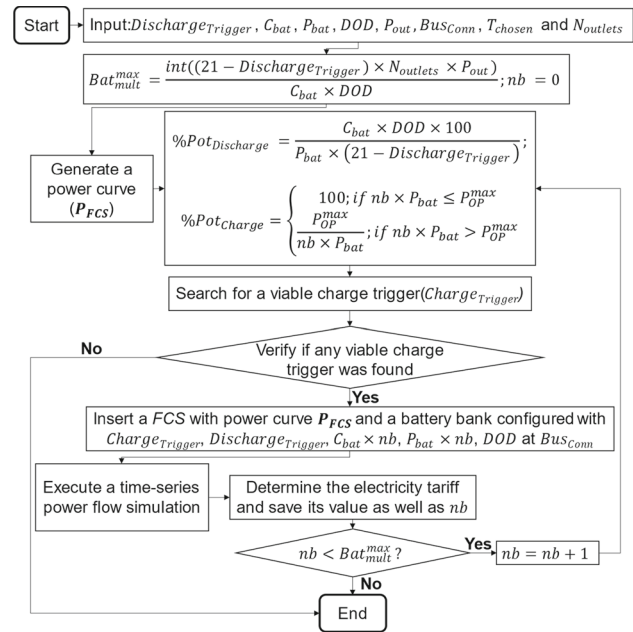 Start
Input:Discharge_Trigger, C_bat, P_bat, DOD, P_out, Bus_Conn, T_chosen and N_outlets
Bat_mult^max = int((21 − Discharge_Trigger) × N_outlets × P_out) / C_bat × DOD ; nb = 0
Generate a
power curve
(P_FCS)
%Pot_Discharge = C_bat × DOD × 100 / P_bat × (21 − Discharge_Trigger) ;
%Pot_Charge = { 100; if nb × P_bat ≤ P_OP^max
P_OP^max / nb × P_bat ; if nb × P_bat > P_OP^max
Search for a viable charge trigger(Charge_Trigger)
No
Verify if any viable charge
trigger was found
Yes
Insert a FCS with power curve P_FCS and a battery bank configured with
Charge_Trigger, Discharge_Trigger, C_bat × nb, P_bat × nb, DOD at Bus_Conn
Execute a time-series
power flow simulation
Determine the electricity tariff
and save its value as well as nb
nb < Bat_mult^max ?
Yes
nb = nb + 1
No
End